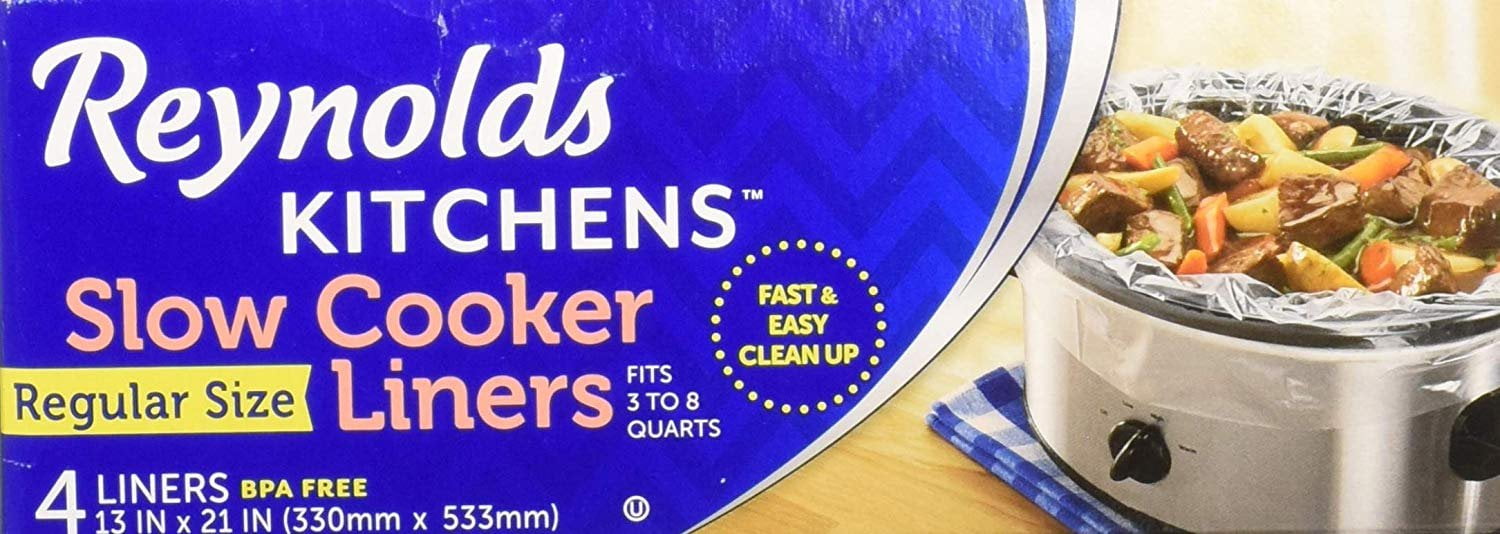 Reynolds
KITCHENS™
Slow Cooker
Liners
Regular Size
FITS
3 TO 8
QUARTS
FAST &
EASY
CLEAN UP
4 LINERS BPA FREE
13 IN x 21 IN (330mm x 533mm)
U